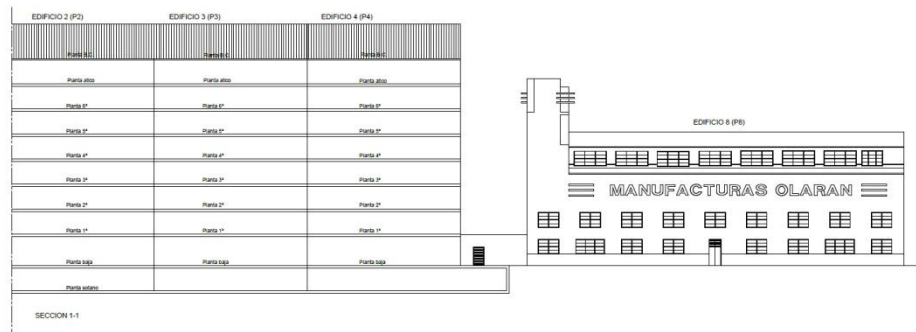 EDIFICIO 2 (P2) EDIFICIO 3 (P3) EDIFICIO 4 (P4)
Planta B.C Planta B.C Planta B.C
Planta atico Planta atico Planta atico
Planta 6ª Planta 6ª Planta 6ª
EDIFICIO 8 (P8)
Planta 5ª Planta 5ª Planta 5ª
Planta 4ª Planta 4ª Planta 4ª
Planta 3ª Planta 3ª Planta 3ª
MANUFACTURAS OLARAN
Planta 2ª Planta 2ª Planta 2ª
Planta 1ª Planta 1ª Planta 1ª
Planta baja Planta baja Planta baja
Planta sotano
SECCION 1-1